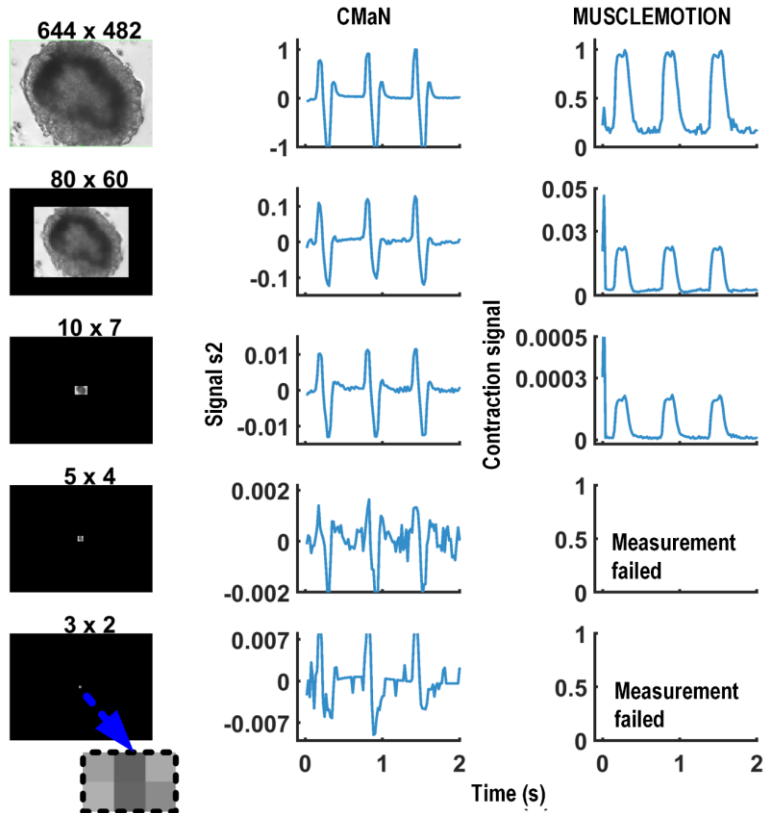 CMaN
MUSCLEMOTION
644 x 482
1
0
-1
1
0.5
0
80 x 60
0.1
0
-0.1
0.05
0.03
0
10 x 7
0.01
0
-0.01
0.0005
0.0003
0
Signal s2
Contraction signal
5 x 4
0.002
0
-0.002
1
0.5
0
Measurement
failed
3 x 2
0.007
0
-0.007
1
0.5
0
Measurement
failed
0 1 2
0 1 2
Time (s)